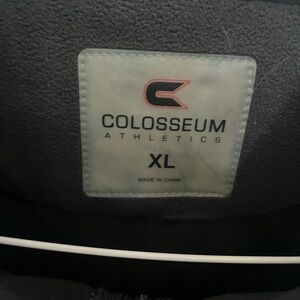 COLOSSEUM
ATHLETICS
XL
MADE IN CHINA